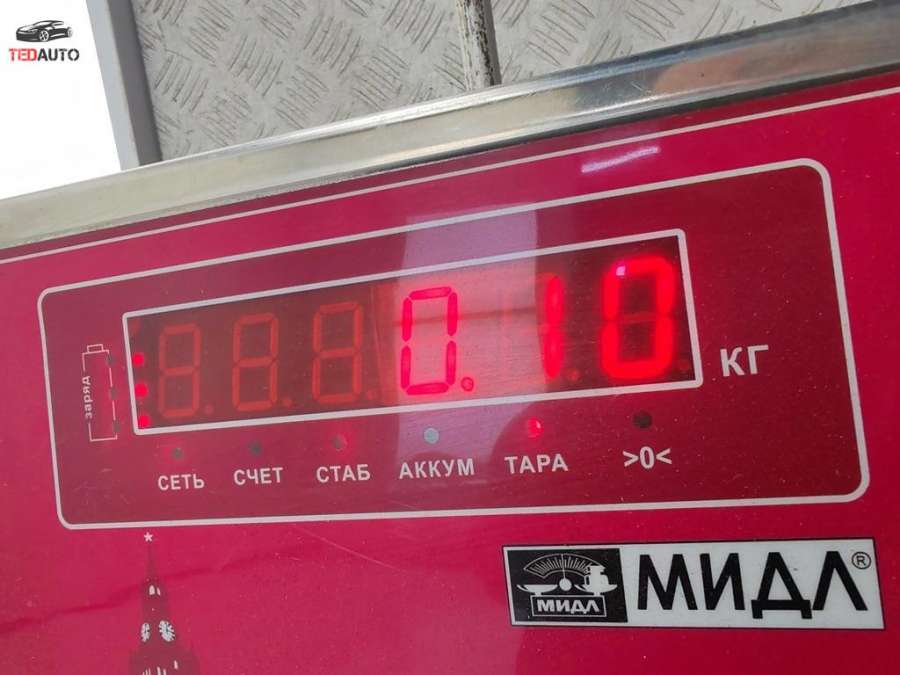 TEDAUTO
заряд
0.10
КГ
СЕТЬ СЧЕТ СТАБ АККУМ ТАРА >0<
МИДЛ МИДЛ®